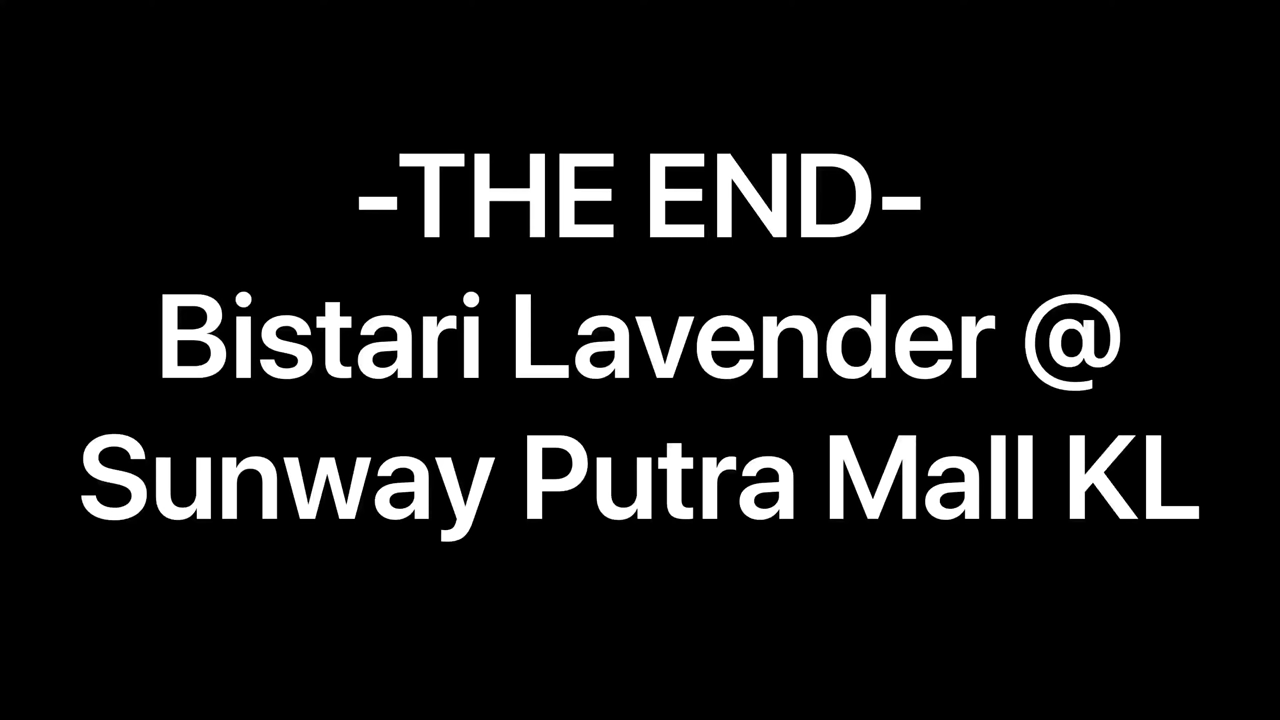 -THE END-
Bistari Lavender @
Sunway Putra Mall KL